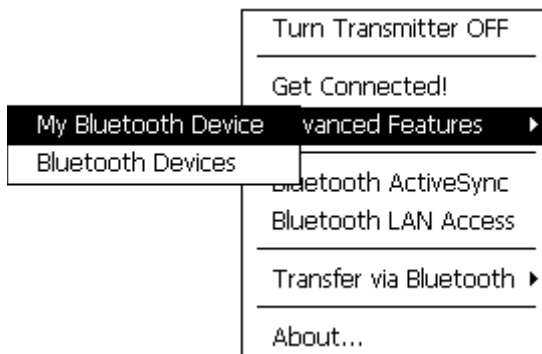 Turn Transmitter OFF
Get Connected!
My Bluetooth Device
vanced Features
Bluetooth Devices
Bluetooth ActiveSync
Bluetooth LAN Access
Transfer via Bluetooth
About...